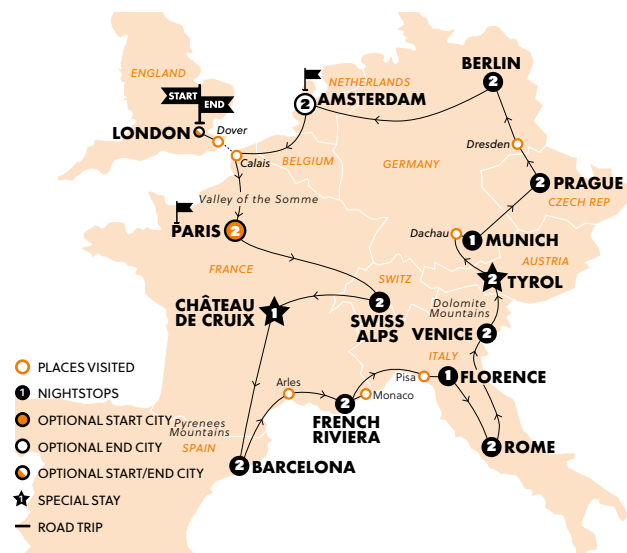 ENGLAND
START
END
LONDON
Dover
Calais
NETHERLANDS
2
AMSTERDAM
BERLIN
2
BELGIUM
GERMANY
Dresden
Valley of the Somme
2
PARIS
2
PRAGUE
CZECH REP
Dachau
1
MUNICH
AUSTRIA
FRANCE
SWITZ
2
TYROL
CHÂTEAU
DE CRUIX
1
2
SWISS
ALPS
Dolomite
Mountains
VENICE
2
ITALY
Arles
Pisa
1
FLORENCE
Monaco
2
FRENCH
RIVIERA
Pyrenees
Mountains
SPAIN
2
BARCELONA
2
ROME
PLACES VISITED
1
NIGHTSTOPS
OPTIONAL START CITY
OPTIONAL END CITY
OPTIONAL START/END CITY
1
SPECIAL STAY
ROAD TRIP